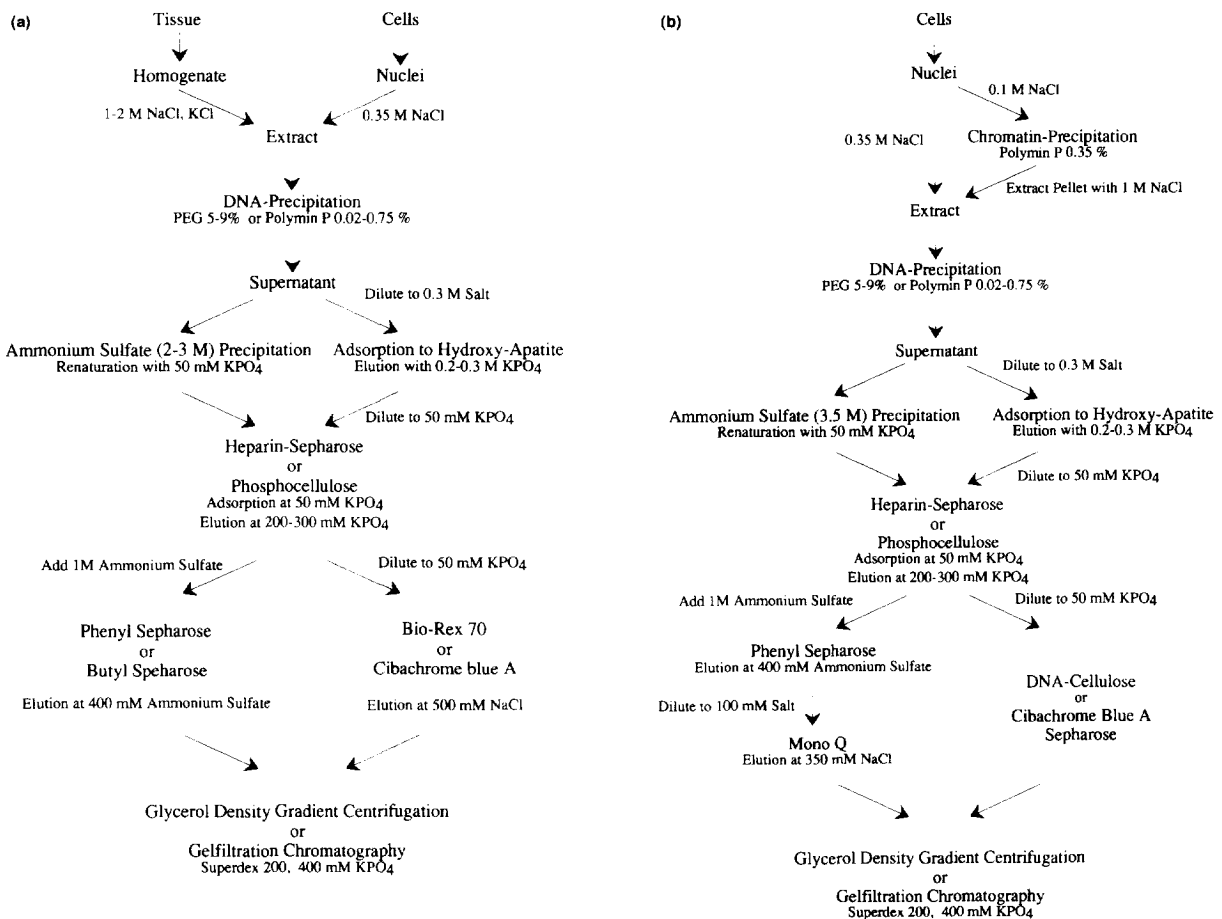 (a)
Tissue
Cells
Homogenate
Nuclei
1-2 M NaCl, KCl
0.35 M NaCl
Extract
DNA-Precipitation
PEG 5-9% or Polymin P 0.02-0.75 %
Supernatant
Dilute to 0.3 M Salt
Ammonium Sulfate (2-3 M) Precipitation
Renaturation with 50 mM KPO4
Adsorption to Hydroxy-Apatite
Elution with 0.2-0.3 M KPO4
Dilute to 50 mM KPO4
Heparin-Sepharose
or
Phosphocellulose
Adsorption at 50 mM KPO4
Elution at 200-300 mM KPO4
Add 1M Ammonium Sulfate
Dilute to 50 mM KPO4
Phenyl Sepharose
or
Butyl Speharose
Elution at 400 mM Ammonium Sulfate
Bio-Rex 70
or
Cibachrome blue A
Elution at 500 mM NaCl
Glycerol Density Gradient Centrifugation
or
Gelfiltration Chromatography
Superdex 200, 400 mM KPO4
(b)
Cells
Nuclei
0.1 M NaCl
0.35 M NaCl
Chromatin-Precipitation
Polymin P 0.35 %
Extract Pellet with 1 M NaCl
Extract
DNA-Precipitation
PEG 5-9% or Polymin P 0.02-0.75 %
Supernatant
Dilute to 0.3 M Salt
Ammonium Sulfate (3.5 M) Precipitation
Renaturation with 50 mM KPO4
Adsorption to Hydroxy-Apatite
Elution with 0.2-0.3 M KPO4
Dilute to 50 mM KPO4
Heparin-Sepharose
or
Phosphocellulose
Adsorption at 50 mM KPO4
Elution at 200-300 mM KPO4
Add 1M Ammonium Sulfate
Dilute to 50 mM KPO4
Phenyl Sepharose
Elution at 400 mM Ammonium Sulfate
Dilute to 100 mM Salt
Mono Q
Elution at 350 mM NaCl
DNA-Cellulose
or
Cibachrome Blue A
Sepharose
Glycerol Density Gradient Centrifugation
or
Gelfiltration Chromatography
Superdex 200, 400 mM KPO4